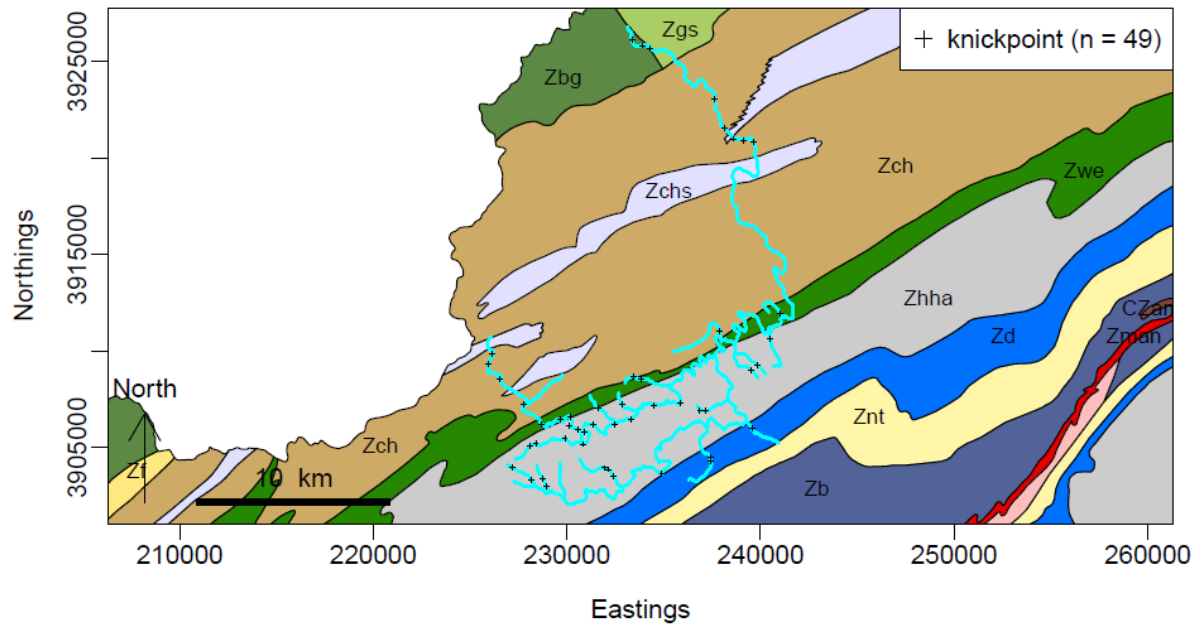 + knickpoint (n = 49)
Zgs
Zbg
Zch
Zwe
Zchs
Zhha
CZan
Zman
Zd
North
Znt
Zch
Zf
10 km
Zb
3925000
3915000
3905000
Northings
210000
220000
230000
240000
250000
260000
Eastings